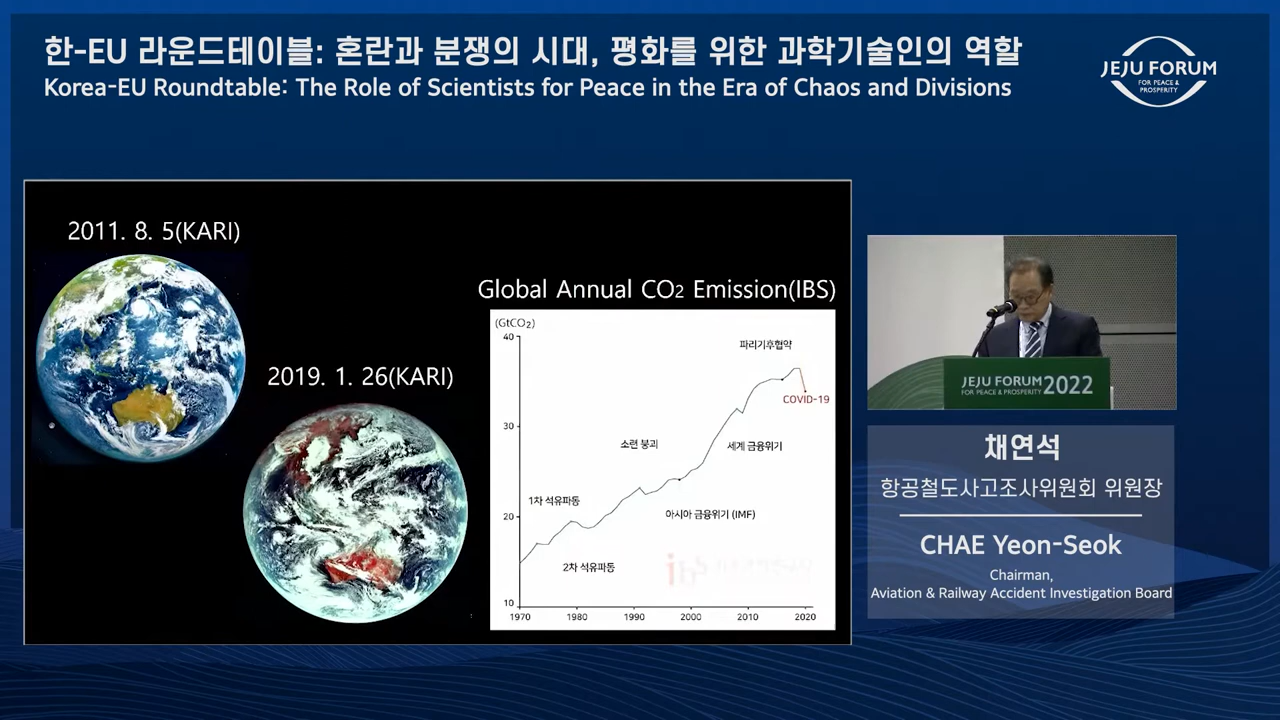 한-EU 라운드테이블: 혼란과 분쟁의 시대, 평화를 위한 과학기술인의 역할
Korea-EU Roundtable: The Role of Scientists for Peace in the Era of Chaos and Divisions
JEJU FORUM
FOR PEACE &
PROSPERITY
2011. 8. 5(KARI)
2019. 1. 26(KARI)
Global Annual CO2 Emission(IBS)
(GtCO2)
40
30
20
10
1970
1980
1990
2000
2010
2020
파리기후협약
COVID-19
소련 붕괴
세계 금융위기
1차 석유파동
아시아 금융위기 (IMF)
2차 석유파동
JEJU FORUM 2022
FOR PEACE & PROSPERITY
채연석
항공철도사고조사위원회 위원장
CHAE Yeon-Seok
Chairman,
Aviation & Railway Accident Investigation Board